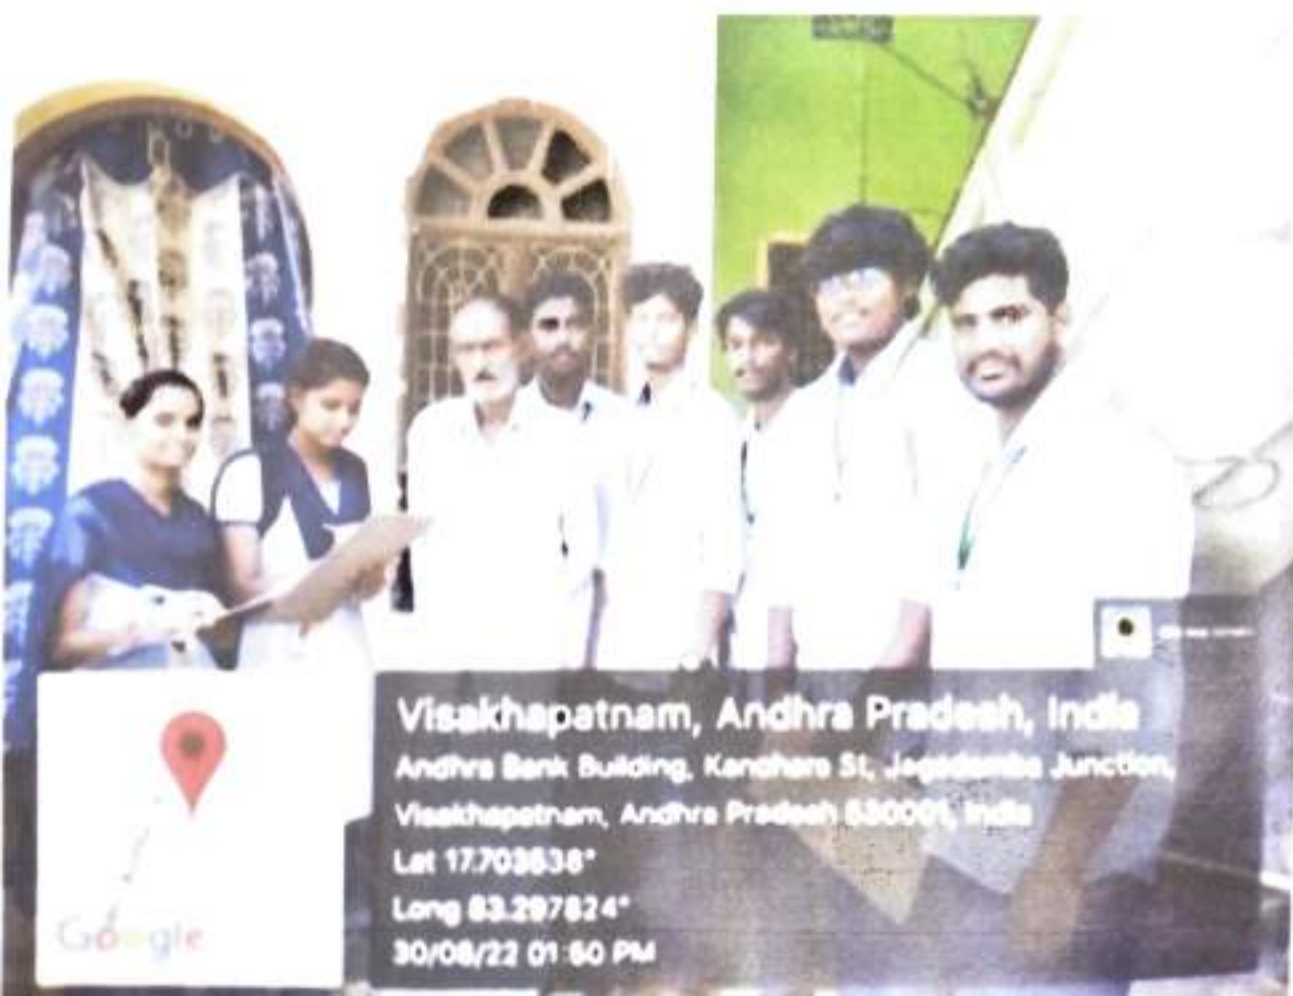 Visakhapatnam, Andhra Pradesh, India
Andhra Bank Building, Kandhara St, Jagadamba Junction,
Visakhapatnam, Andhra Pradesh 530001, India
Lat 17.703638°
Long 83.297824°
30/08/22 01:50 PM
Google